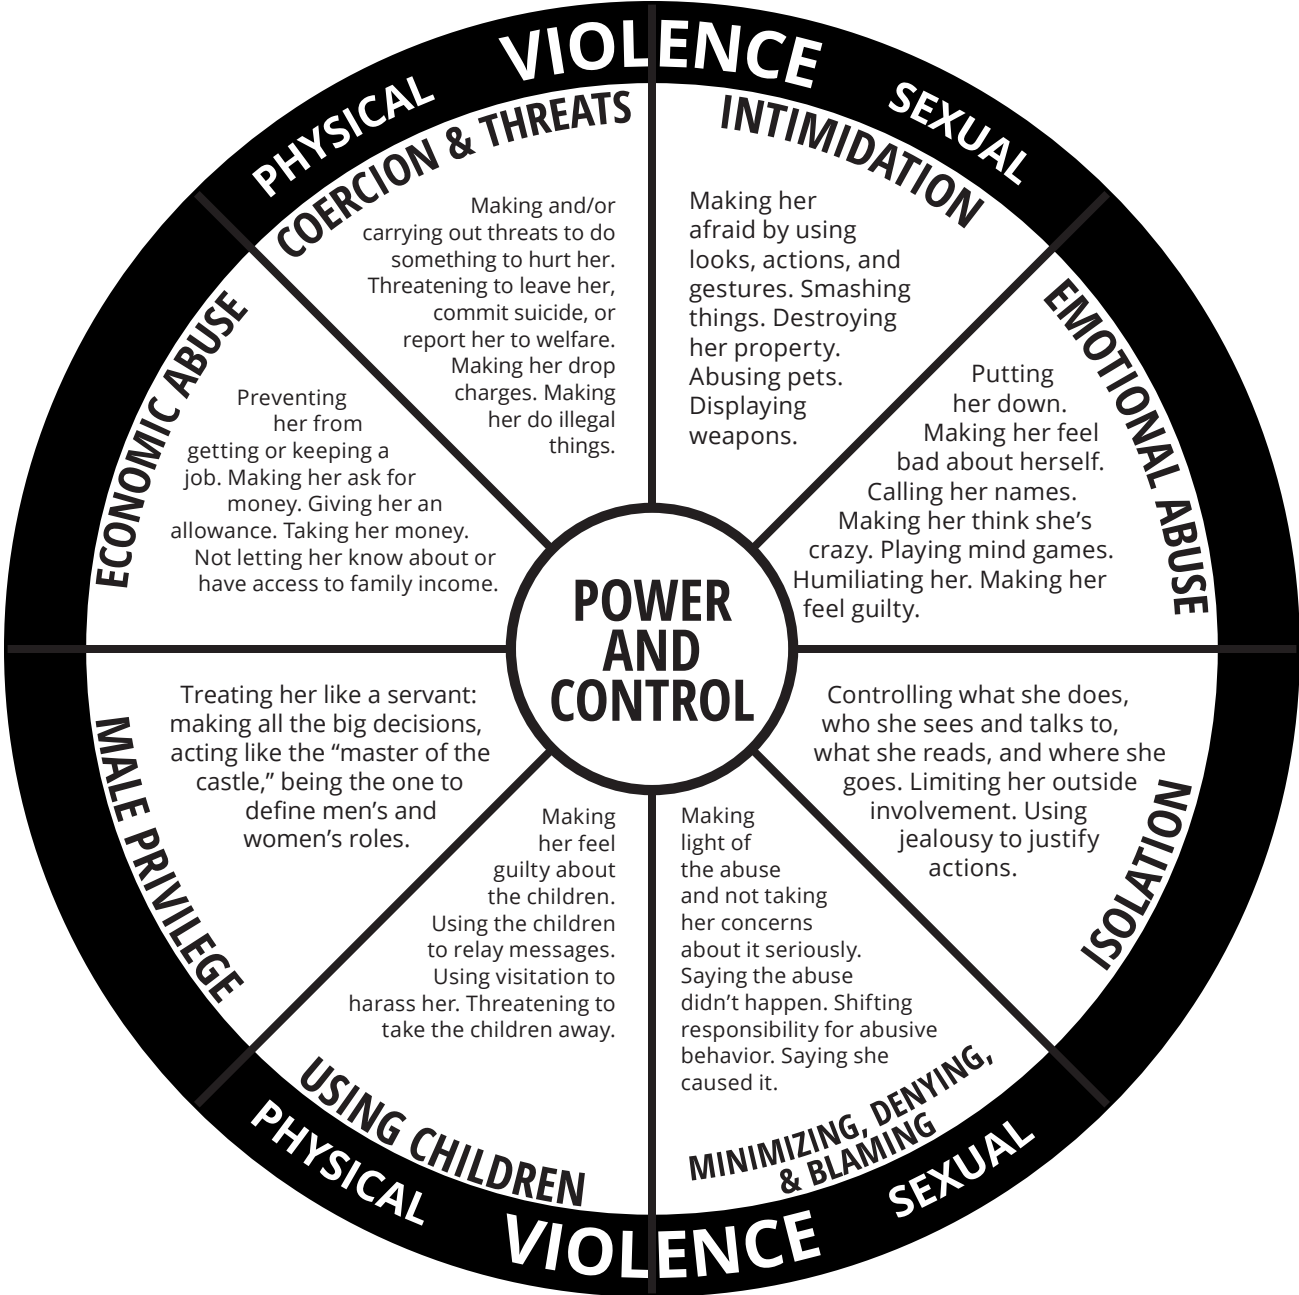 PHYSICAL VIOLENCE SEXUAL
COERCION & THREATS
Making and/or
carrying out threats to do
something to hurt her.
Threatening to leave her,
commit suicide, or
report her to welfare.
Making her drop
charges. Making
her do illegal
things.
INTIMIDATION
Making her
afraid by using
looks, actions, and
gestures. Smashing
things. Destroying
her property.
Abusing pets.
Displaying
weapons.
EMOTIONAL ABUSE
Putting
her down.
Making her feel
bad about herself.
Calling her names.
Making her think she’s
crazy. Playing mind games.
Humiliating her. Making her
feel guilty.
ECONOMIC ABUSE
Preventing
her from
getting or keeping a
job. Making her ask for
money. Giving her an
allowance. Taking her money.
Not letting her know about or
have access to family income.
POWER
AND
CONTROL
MALE PRIVILEGE
Treating her like a servant:
making all the big decisions,
acting like the “master of the
castle,” being the one to
define men’s and
women’s roles.
ISOLATION
Controlling what she does,
who she sees and talks to,
what she reads, and where she
goes. Limiting her outside
involvement. Using
jealousy to justify
actions.
Making
her feel
guilty about
the children.
Using the children
to relay messages.
Using visitation to
harass her. Threatening to
take the children away.
USING CHILDREN
Making
light of
the abuse
and not taking
her concerns
about it seriously.
Saying the abuse
didn’t happen. Shifting
responsibility for abusive
behavior. Saying she
caused it.
MINIMIZING, DENYING,
& BLAMING
PHYSICAL VIOLENCE SEXUAL